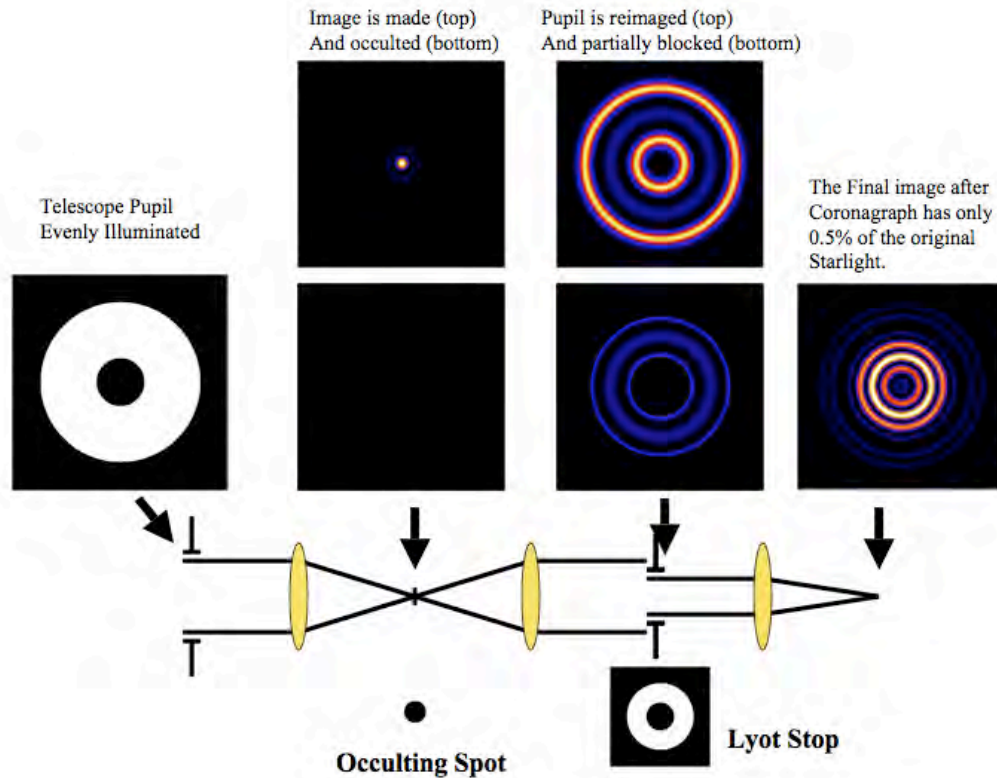 Image is made (top)
And occulted (bottom)
Pupil is reimaged (top)
And partially blocked (bottom)
Telescope Pupil
Evenly Illuminated
The Final image after
Coronagraph has only
0.5% of the original
Starlight.
Occulting Spot
Lyot Stop